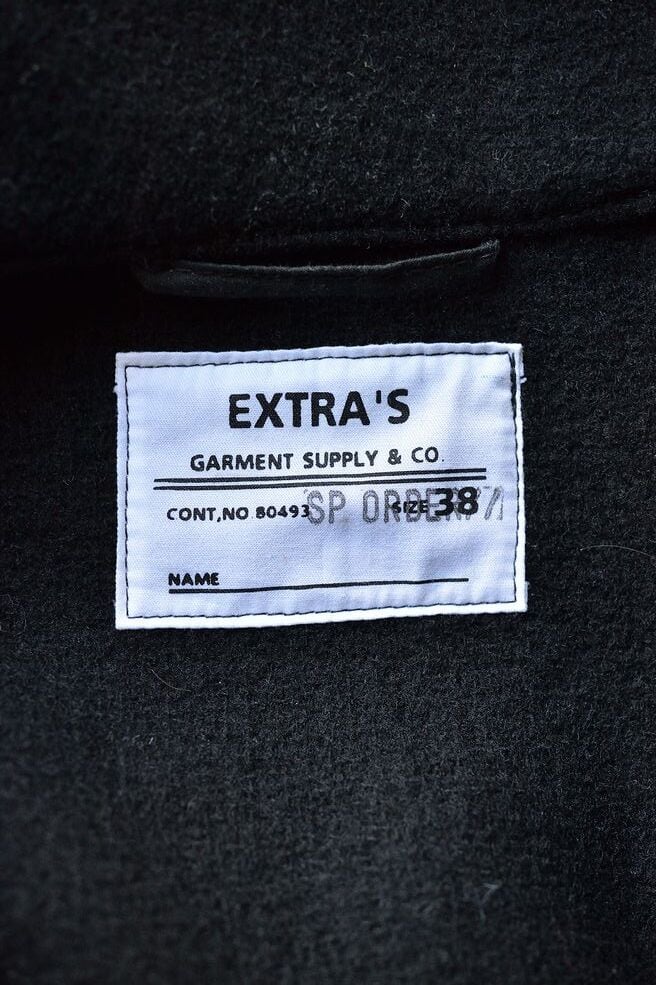 EXTRA'S
GARMENT SUPPLY & CO.
CONT,NO 80493 SP ORDER SIZE 38
NAME